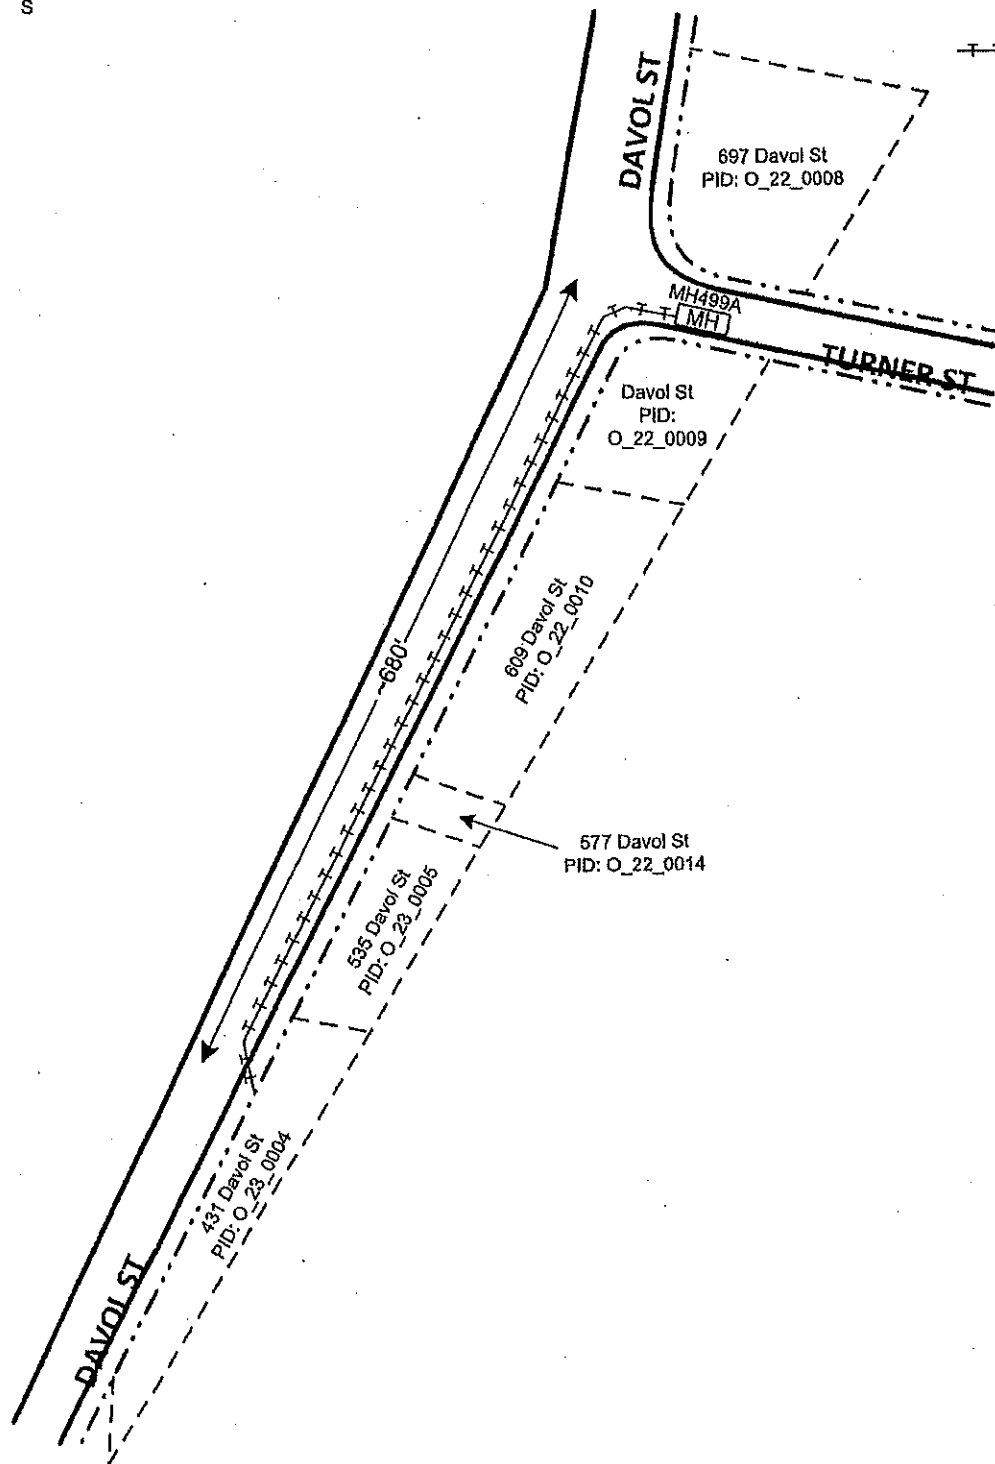 S
DAVOL ST
697 Davol St
PID: O_22_0008
MH499A
MH
TURNER ST
Davol St
PID:
O_22_0009
609 Davol St
PID: O_22_0010
~680'
577 Davol St
PID: O_22_0014
535 Davol St
PID: O_23_0005
431 Davol St
PID: O_23_0004
DAVOL ST